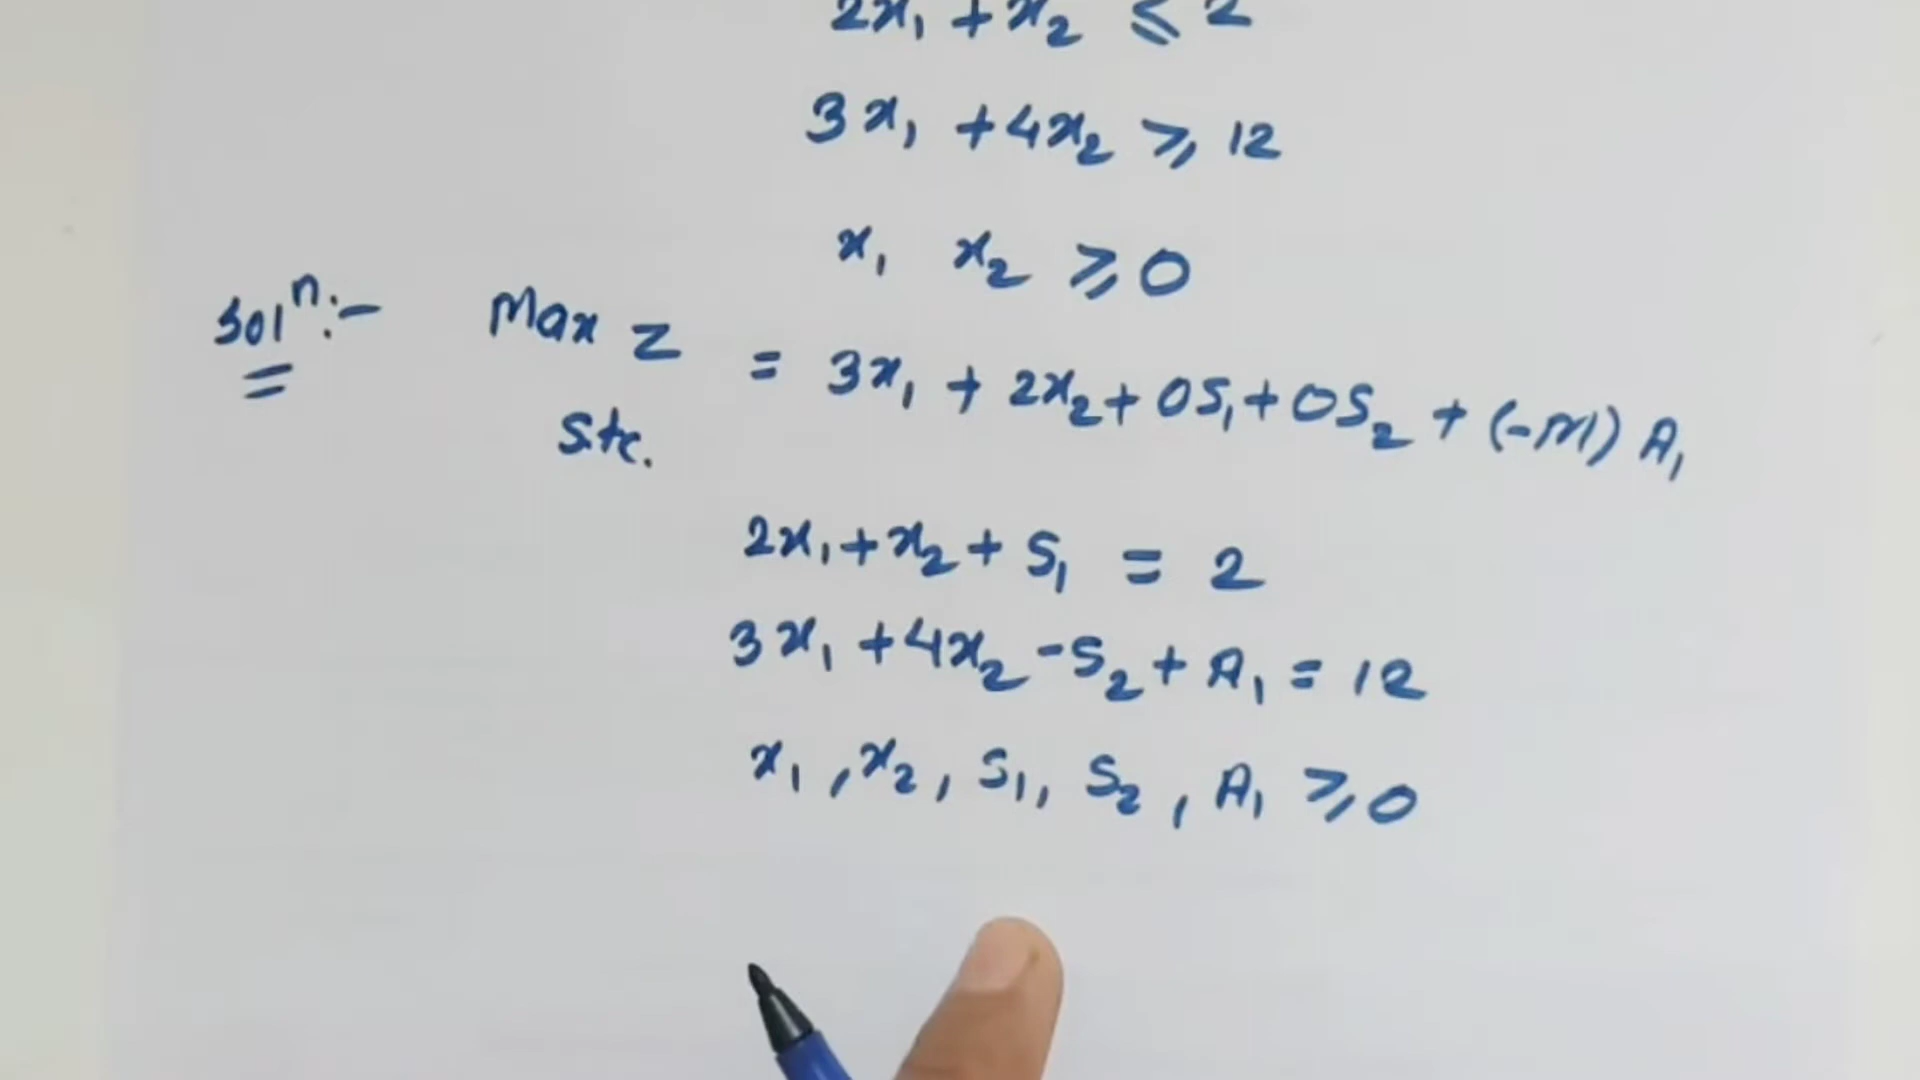 2x₁ + x₂ ≤ 2
3x₁ + 4x₂ ≥ 12
x₁ x₂ ≥ 0
Solⁿ:- Max Z = 3x₁ + 2x₂ + 0S₁ + 0S₂ + (-M) A₁
S.t.
2x₁ + x₂ + S₁ = 2
3x₁ + 4x₂ - S₂ + A₁ = 12
x₁, x₂, S₁, S₂, A₁ ≥ 0